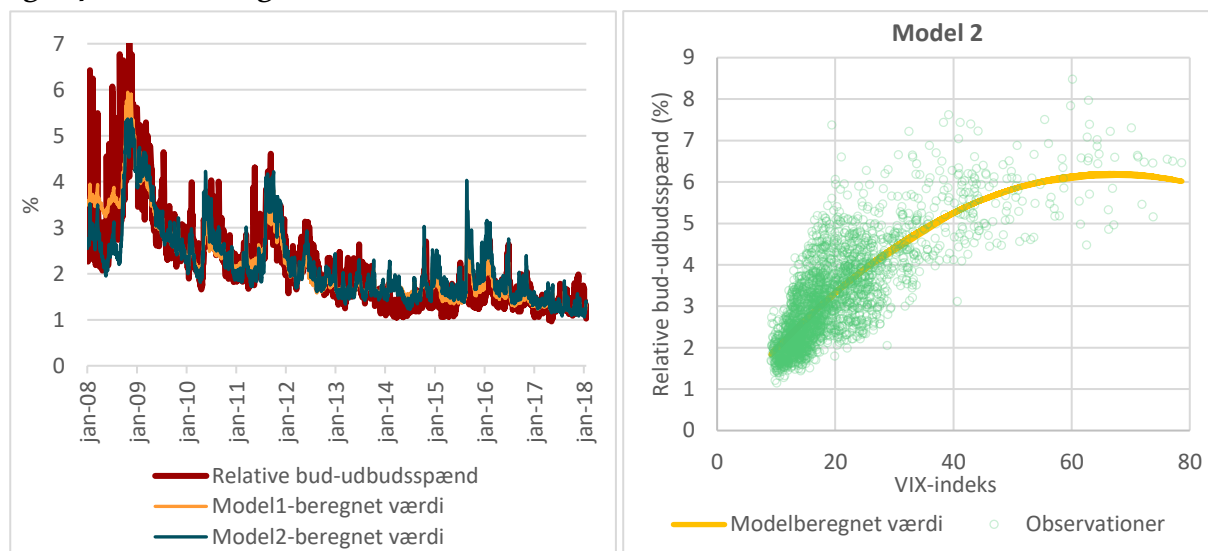 7
6
5
4
3
2
1
0
%
jan-08
jan-09
jan-10
jan-11
jan-12
jan-13
jan-14
jan-15
jan-16
jan-17
jan-18
Relative bud-udbudsspænd
Model1-beregnet værdi
Model2-beregnet værdi
Model 2
Relative bud-udbudsspænd (%)
9
8
7
6
5
4
3
2
1
0
0 20 40 60 80
VIX-indeks
Modelberegnet værdi Observationer